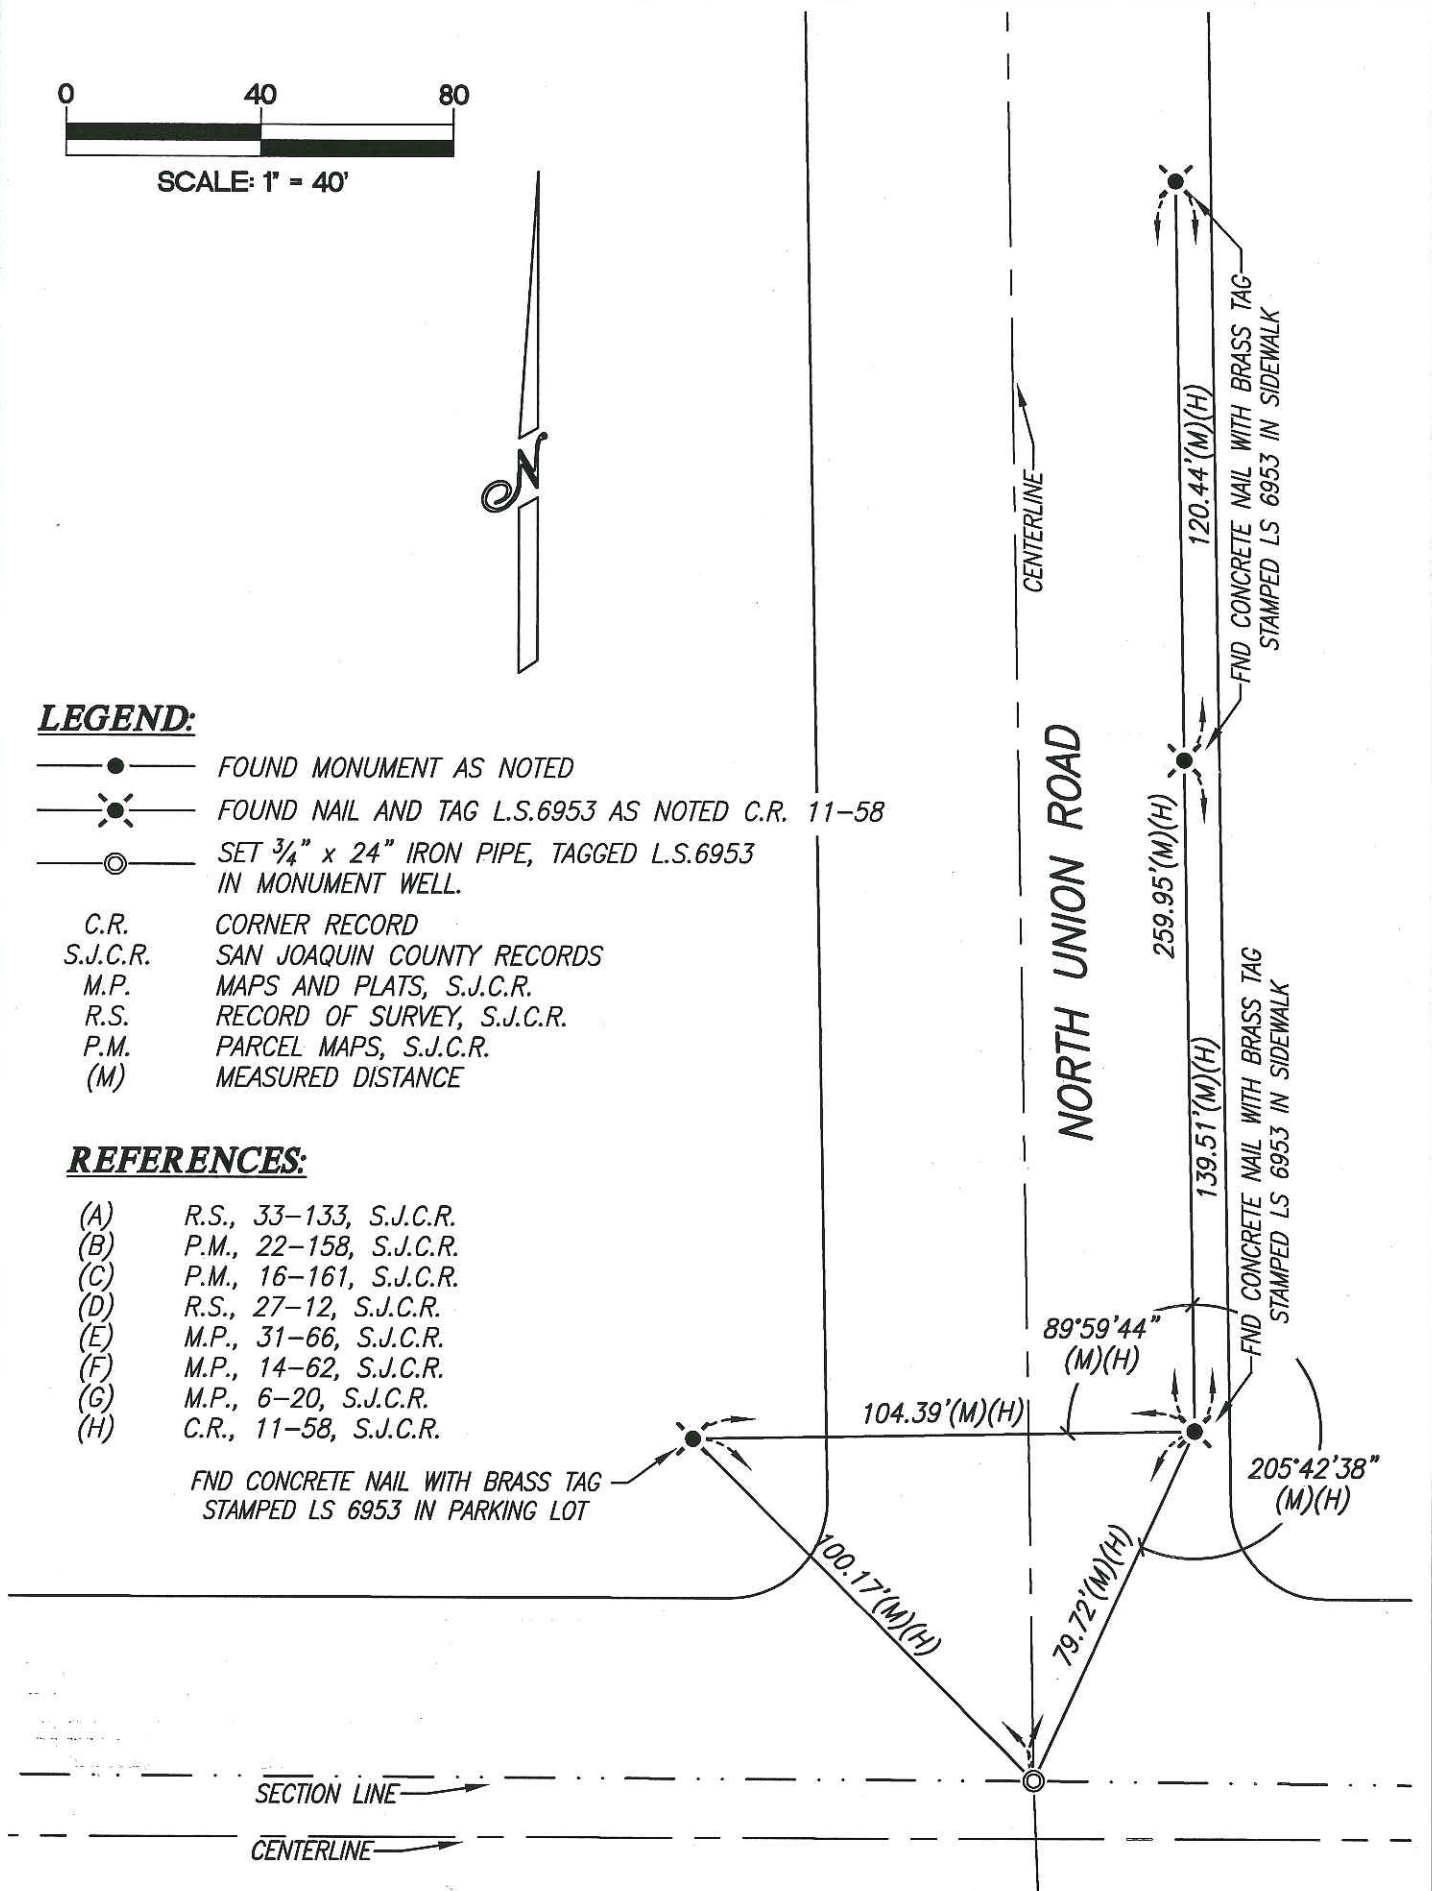 0 40 80
SCALE: 1" = 40'
N
LEGEND:
FOUND MONUMENT AS NOTED
FOUND NAIL AND TAG L.S.6953 AS NOTED C.R. 11-58
SET 3/4" x 24" IRON PIPE, TAGGED L.S.6953
IN MONUMENT WELL.
C.R. CORNER RECORD
S.J.C.R. SAN JOAQUIN COUNTY RECORDS
M.P. MAPS AND PLATS, S.J.C.R.
R.S. RECORD OF SURVEY, S.J.C.R.
P.M. PARCEL MAPS, S.J.C.R.
(M) MEASURED DISTANCE
REFERENCES:
(A) R.S., 33-133, S.J.C.R.
(B) P.M., 22-158, S.J.C.R.
(C) P.M., 16-161, S.J.C.R.
(D) R.S., 27-12, S.J.C.R.
(E) M.P., 31-66, S.J.C.R.
(F) M.P., 14-62, S.J.C.R.
(G) M.P., 6-20, S.J.C.R.
(H) C.R., 11-58, S.J.C.R.
FND CONCRETE NAIL WITH BRASS TAG
STAMPED LS 6953 IN PARKING LOT
CENTERLINE
NORTH UNION ROAD
120.44'(M)(H)
FND CONCRETE NAIL WITH BRASS TAG
STAMPED LS 6953 IN SIDEWALK
259.95'(M)(H)
139.51'(M)(H)
FND CONCRETE NAIL WITH BRASS TAG
STAMPED LS 6953 IN SIDEWALK
89°59'44"
(M)(H)
104.39'(M)(H)
205°42'38"
(M)(H)
100.17'(M)(H)
79.72'(M)(H)
SECTION LINE
CENTERLINE